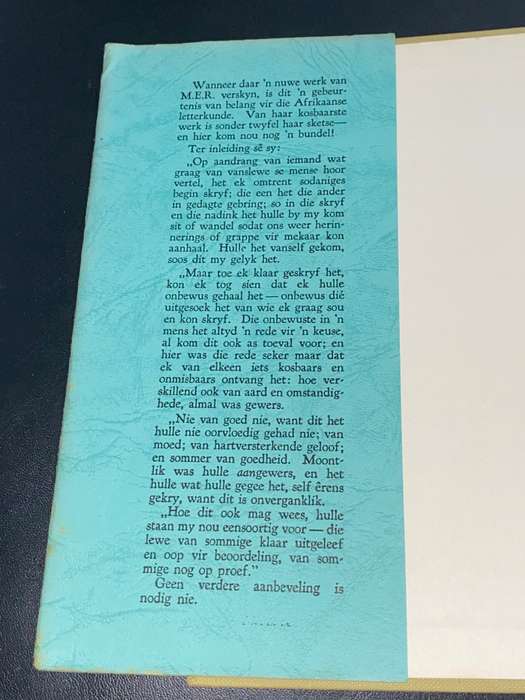 Wanneer daar 'n nuwe werk van
M.E.R. verskyn, is dit 'n gebeur-
tenis van belang vir die Afrikaanse
letterkunde. Van haar kosbaarste
werk is sonder twyfel haar sketse—
en hier kom nou nog 'n bundel!
Ter inleiding sê sy:
„Op aandrang van iemand wat
graag van vanslewe se mense hoor
vertel, het ek omtrent sodaniges
begin skryf; die een het die ander
in gedagte gebring; so in die skryf
en die nadink het hulle by my kom
sit of wandel sodat ons weer herin-
nerings of grappe vir mekaar kon
aanhaal. Hulle het vanself gekom,
soos dit my gelyk het.
„Maar toe ek klaar geskryf het,
kon ek tog sien dat ek hulle
onbewus gehaal het — onbewus dié
uitgesoek het van wie ek graag sou
en kon skryf. Die onbewuste in 'n
mens het altyd 'n rede vir 'n keuse,
al kom dit ook as toeval voor; en
hier was die rede seker maar dat
ek van elkeen iets kosbaars en
onmisbaars ontvang het: hoe ver-
skillend ook van aard en omstandig-
hede, almal was gewers.
„Nie van goed nie, want dit het
hulle nie oorvloedig gehad nie; van
moed; van hartversterkende geloof;
en sommer van goedheid. Moont-
lik was hulle aangewers, en het
hulle wat hulle gegee het, self êrens
gekry, want dit is onverganklik.
„Hoe dit ook mag wees, hulle
staan my nou eensoortig voor — die
lewe van sommige klaar uitgeleef
en oop vir beoordeling, van som-
mige nog op proef.”
Geen verdere aanbeveling is
nodig nie.